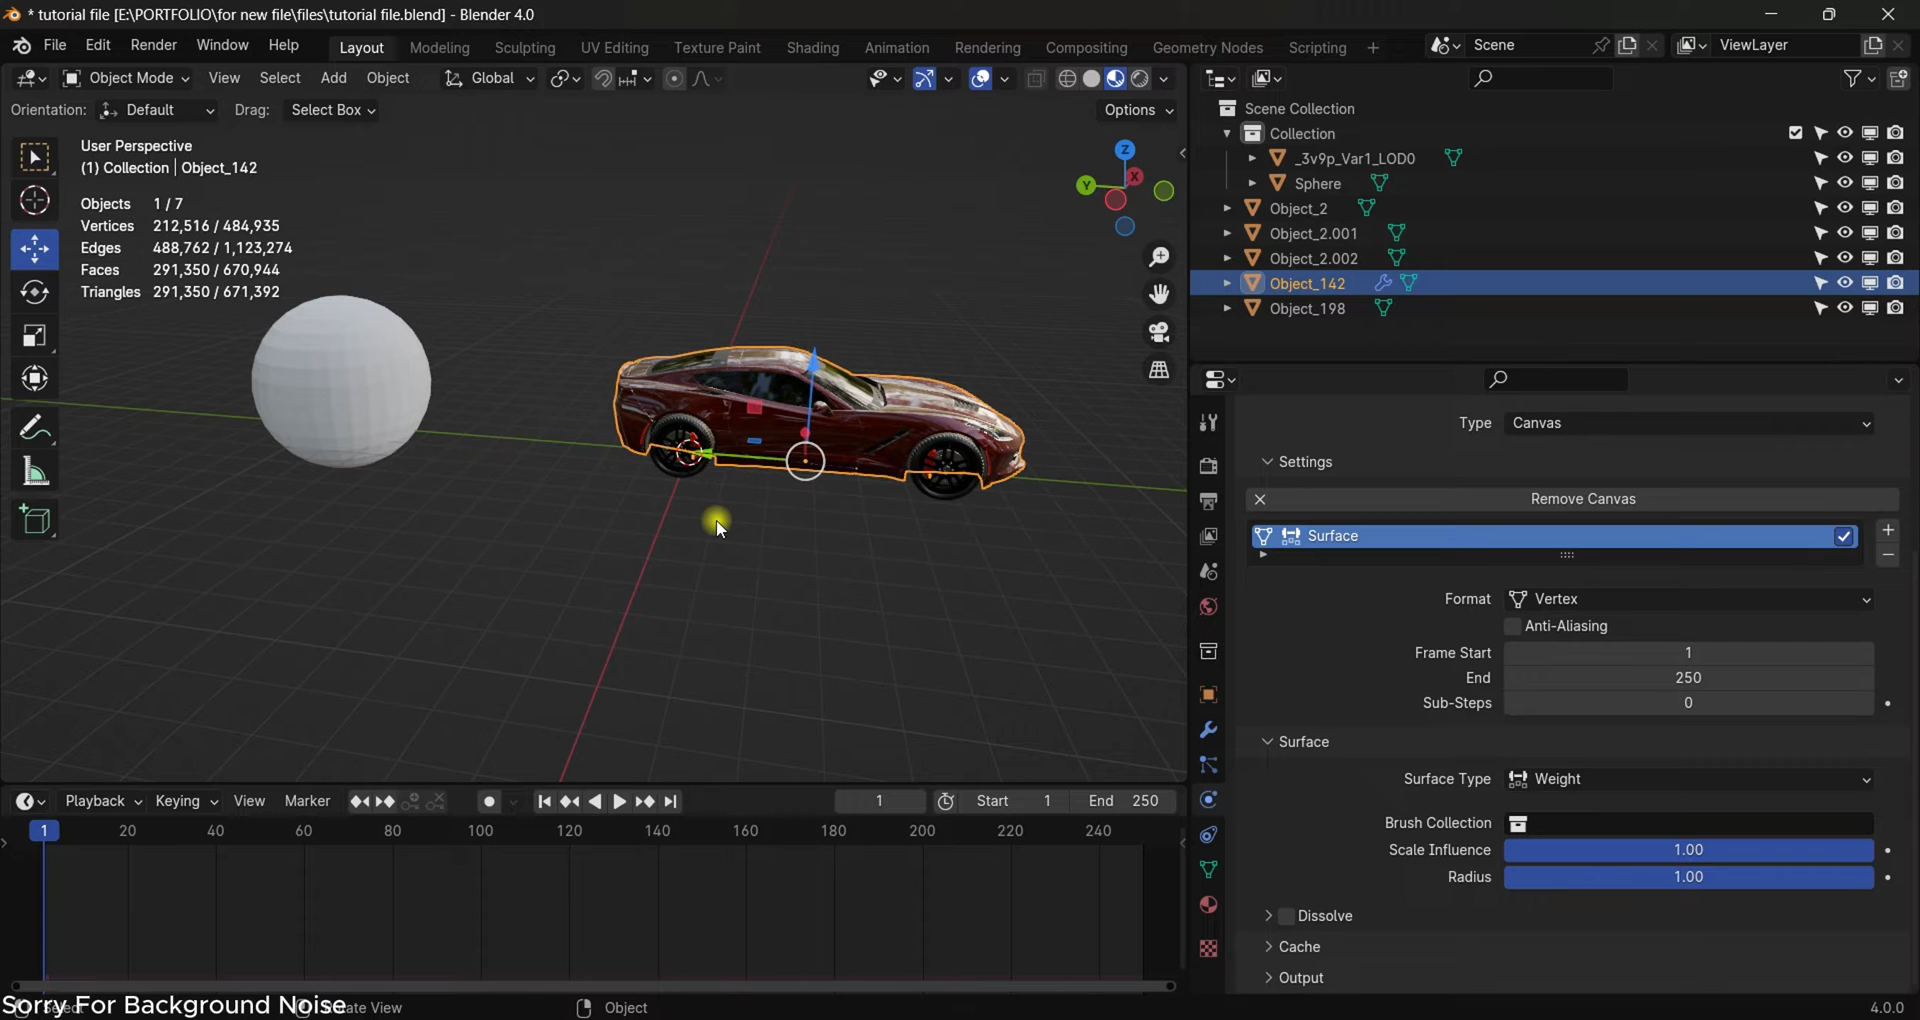 * tutorial file [E:\PORTFOLIO\for new file\files\tutorial file.blend] - Blender 4.0
File Edit Render Window Help Layout Modeling Sculpting UV Editing Texture Paint Shading Animation Rendering Compositing Geometry Nodes Scripting + Scene ViewLayer
Object Mode View Select Add Object Global
Orientation: Default Drag: Select Box Options
User Perspective
(1) Collection | Object_142
Objects 1 / 7
Vertices 212,516 / 484,935
Edges 488,762 / 1,123,274
Faces 291,350 / 670,944
Triangles 291,350 / 671,392
Z
Y
X
Scene Collection
Collection
_3v9p_Var1_LOD0
Sphere
Object_2
Object_2.001
Object_2.002
Object_142
Object_198
Type Canvas
Settings
Remove Canvas
Surface
Format Vertex
Anti-Aliasing
Frame Start 1
End 250
Sub-Steps 0
Surface
Surface Type Weight
Brush Collection
Scale Influence 1.00
Radius 1.00
Dissolve
Cache
Output
Playback Keying View Marker 1 Start 1 End 250
1 20 40 60 80 100 120 140 160 180 200 220 240
Sorry For Background Noise
Rotate View Object 4.0.0